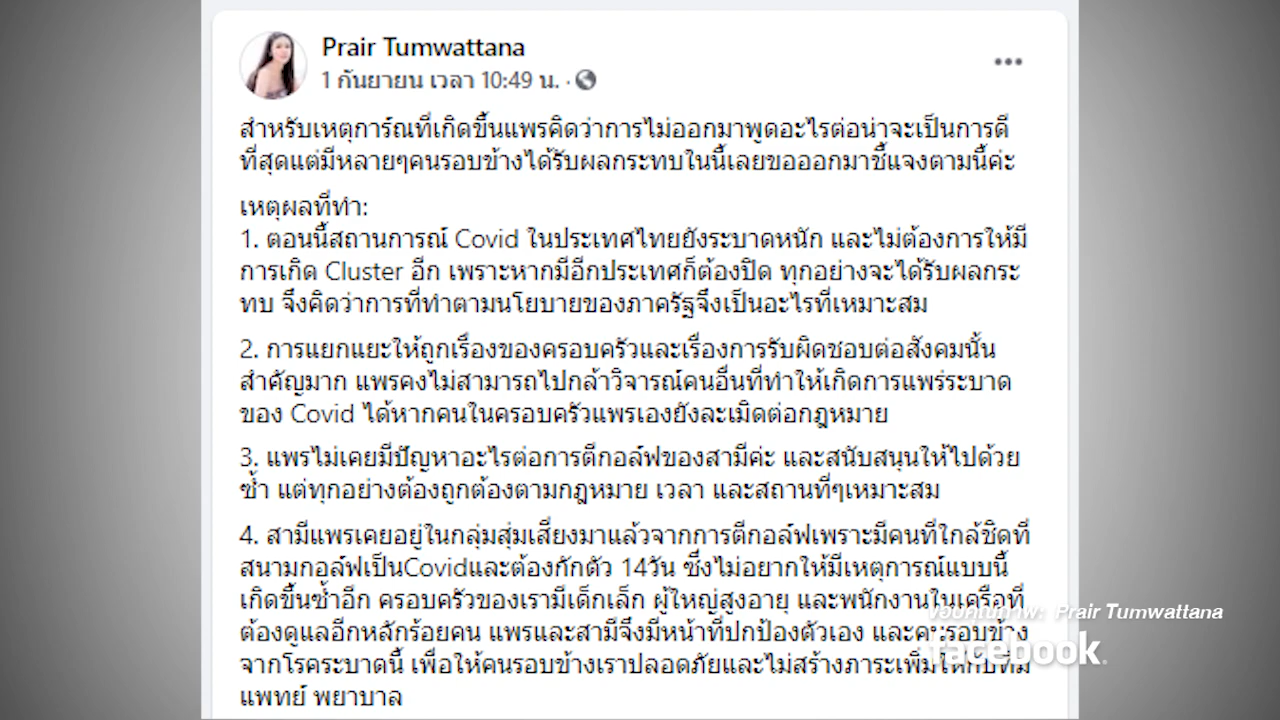 Prair Tumwattana
1 กันยายน เวลา 10:49 น. ·
สำหรับเหตุการ์ณที่เกิดขึ้นแพรคิดว่าการไม่ออกมาพูดอะไรต่อน่าจะเป็นการดี
ที่สุดแต่มีหลายๆคนรอบข้างได้รับผลกระทบในนี้เลยขอออกมาชี้แจงตามนี้ค่ะ
เหตุผลที่ทำ:
1. ตอนนี้สถานการณ์ Covid ในประเทศไทยยังระบาดหนัก และไม่ต้องการให้มี
การเกิด Cluster อีก เพราะหากมีอีกประเทศก็ต้องปิด ทุกอย่างจะได้รับผลกระ
ทบ จึงคิดว่าการที่ทำตามนโยบายของภาครัฐจึงเป็นอะไรที่เหมาะสม
2. การแยกแยะให้ถูกเรื่องของครอบครัวและเรื่องการรับผิดชอบต่อสังคมนั้น
สำคัญมาก แพรคงไม่สามารถไปกล้าวิจารณ์คนอื่นที่ทำให้เกิดการแพร่ระบาด
ของ Covid ได้หากคนในครอบครัวแพรเองยังละเมิดต่อกฎหมาย
3. แพรไม่เคยมีปัญหาอะไรต่อการตีกอล์ฟของสามีค่ะ และสนับสนุนให้ไปด้วย
ซ้ำ แต่ทุกอย่างต้องถูกต้องตามกฎหมาย เวลา และสถานที่ๆเหมาะสม
4. สามีแพรเคยอยู่ในกลุ่มสุ่มเสี่ยงมาแล้วจากการตีกอล์ฟเพราะมีคนที่ใกล้ชิดที่
สนามกอล์ฟเป็นCovidและต้องกักตัว 14วัน ซึ่งไม่อยากให้มีเหตุการณ์แบบนี้
เกิดขึ้นซ้ำอีก ครอบครัวของเรามีเด็กเล็ก ผู้ใหญ่สูงอายุ และพนักงานในเครือที่
ขอบคุณภาพ: Prair Tumwattana
ต้องดูแลอีกหลักร้อยคน แพรและสามีจึงมีหน้าที่ปกป้องตัวเอง และคนรอบข้าง
facebook.
จากโรคระบาดนี้ เพื่อให้คนรอบข้างเราปลอดภัยและไม่สร้างภาระเพิ่มให้กับทีม
แพทย์ พยาบาล